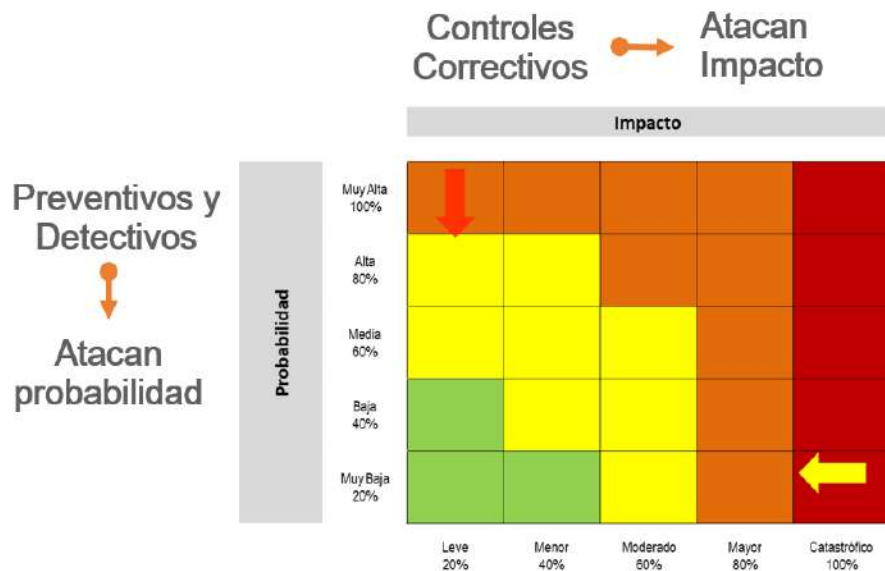 Controles
Correctivos
Atacan
Impacto
Impacto
Preventivos y
Detectivos
Atacan
probabilidad
Probabilidad
Muy Alta
100%
Alta
80%
Media
60%
Baja
40%
Muy Baja
20%
Leve
20%
Menor
40%
Moderado
60%
Mayor
80%
Catastrófico
100%